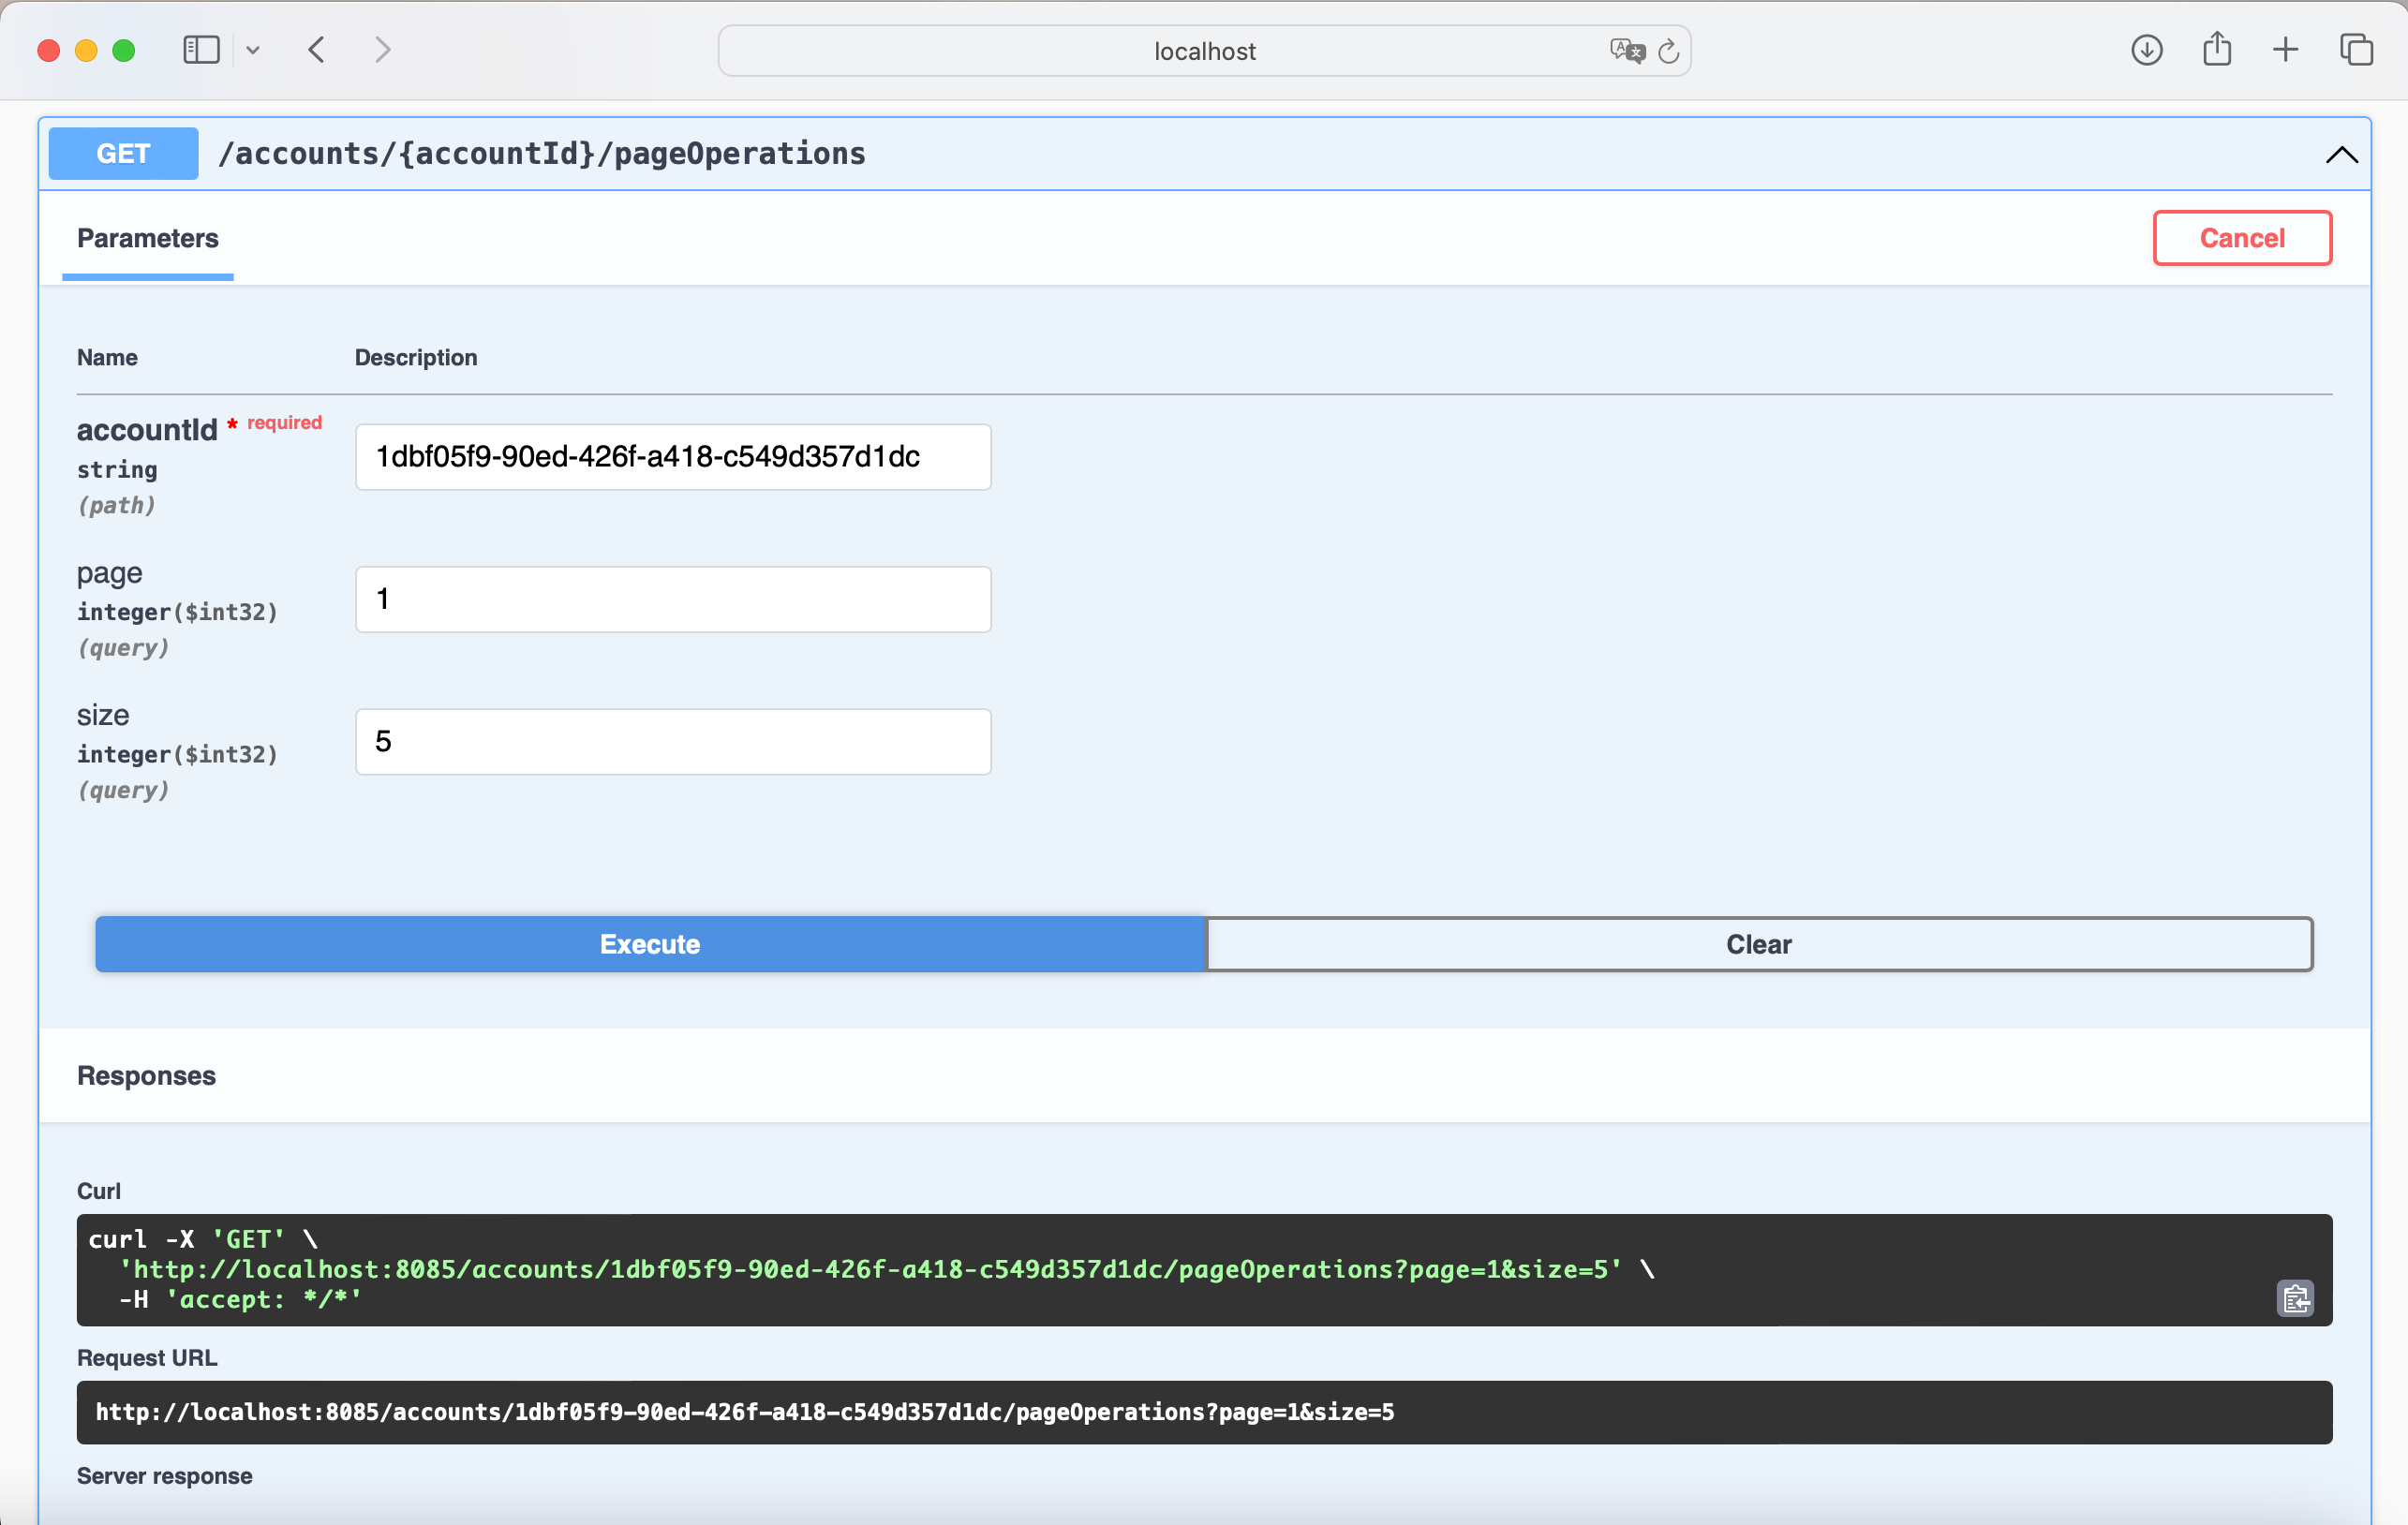 localhost
GET /accounts/{accountId}/pageOperations
Parameters
Cancel
Name Description
accountId * required
string
(path)
1dbf05f9-90ed-426f-a418-c549d357d1dc
page
integer($int32)
(query)
1
size
integer($int32)
(query)
5
Execute
Clear
Responses
Curl
curl -X 'GET' \
  'http://localhost:8085/accounts/1dbf05f9-90ed-426f-a418-c549d357d1dc/pageOperations?page=1&size=5' \
  -H 'accept: */*'
Request URL
http://localhost:8085/accounts/1dbf05f9-90ed-426f-a418-c549d357d1dc/pageOperations?page=1&size=5
Server response